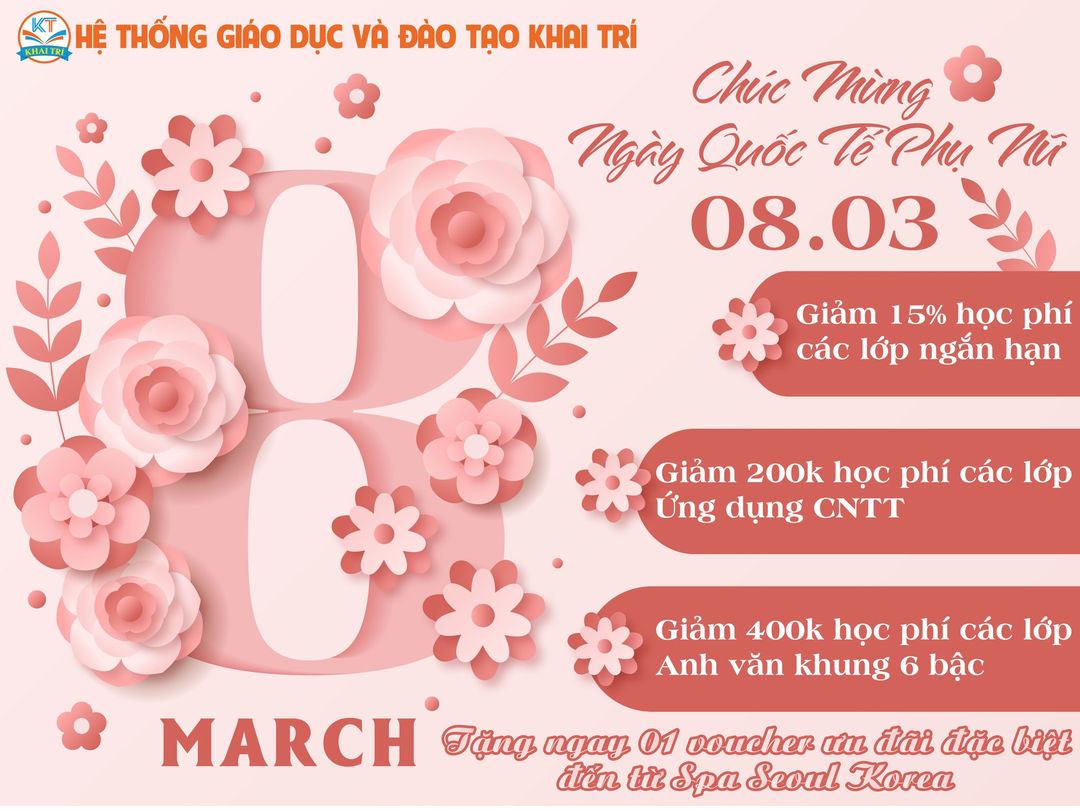 KT
KHAI TRÍ
HỆ THỐNG GIÁO DỤC VÀ ĐÀO TẠO KHAI TRÍ
Chúc Mừng
Ngày Quốc Tế Phụ Nữ
08.03
Giảm 15% học phí
các lớp ngắn hạn
Giảm 200k học phí các lớp
Ứng dụng CNTT
Giảm 400k học phí các lớp
Anh văn khung 6 bậc
8
MARCH
Tặng ngay 01 voucher ưu đãi đặc biệt
đến từ Spa Seoul Korea